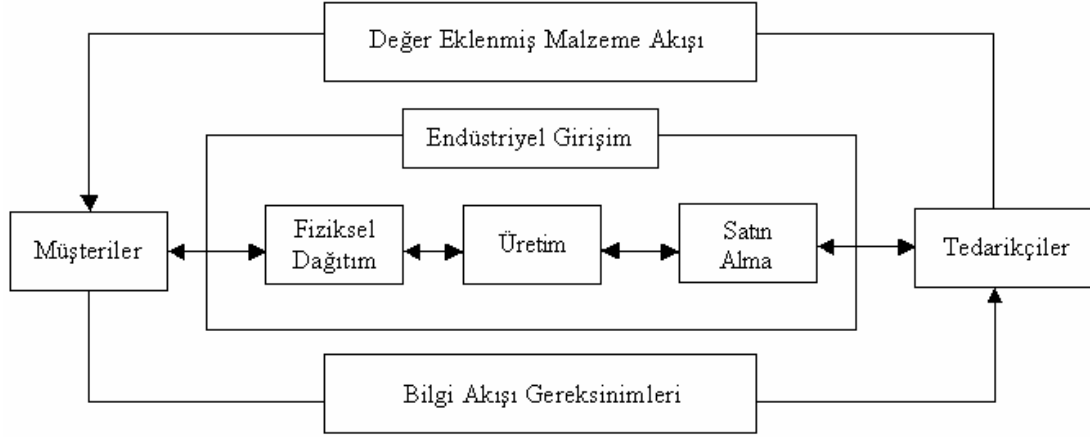 Değer Eklenmiş Malzeme Akışı
Endüstriyel Girişim
Müşteriler
Fiziksel
Dağıtım
Üretim
Satın
Alma
Tedarikçiler
Bilgi Akışı Gereksinimleri